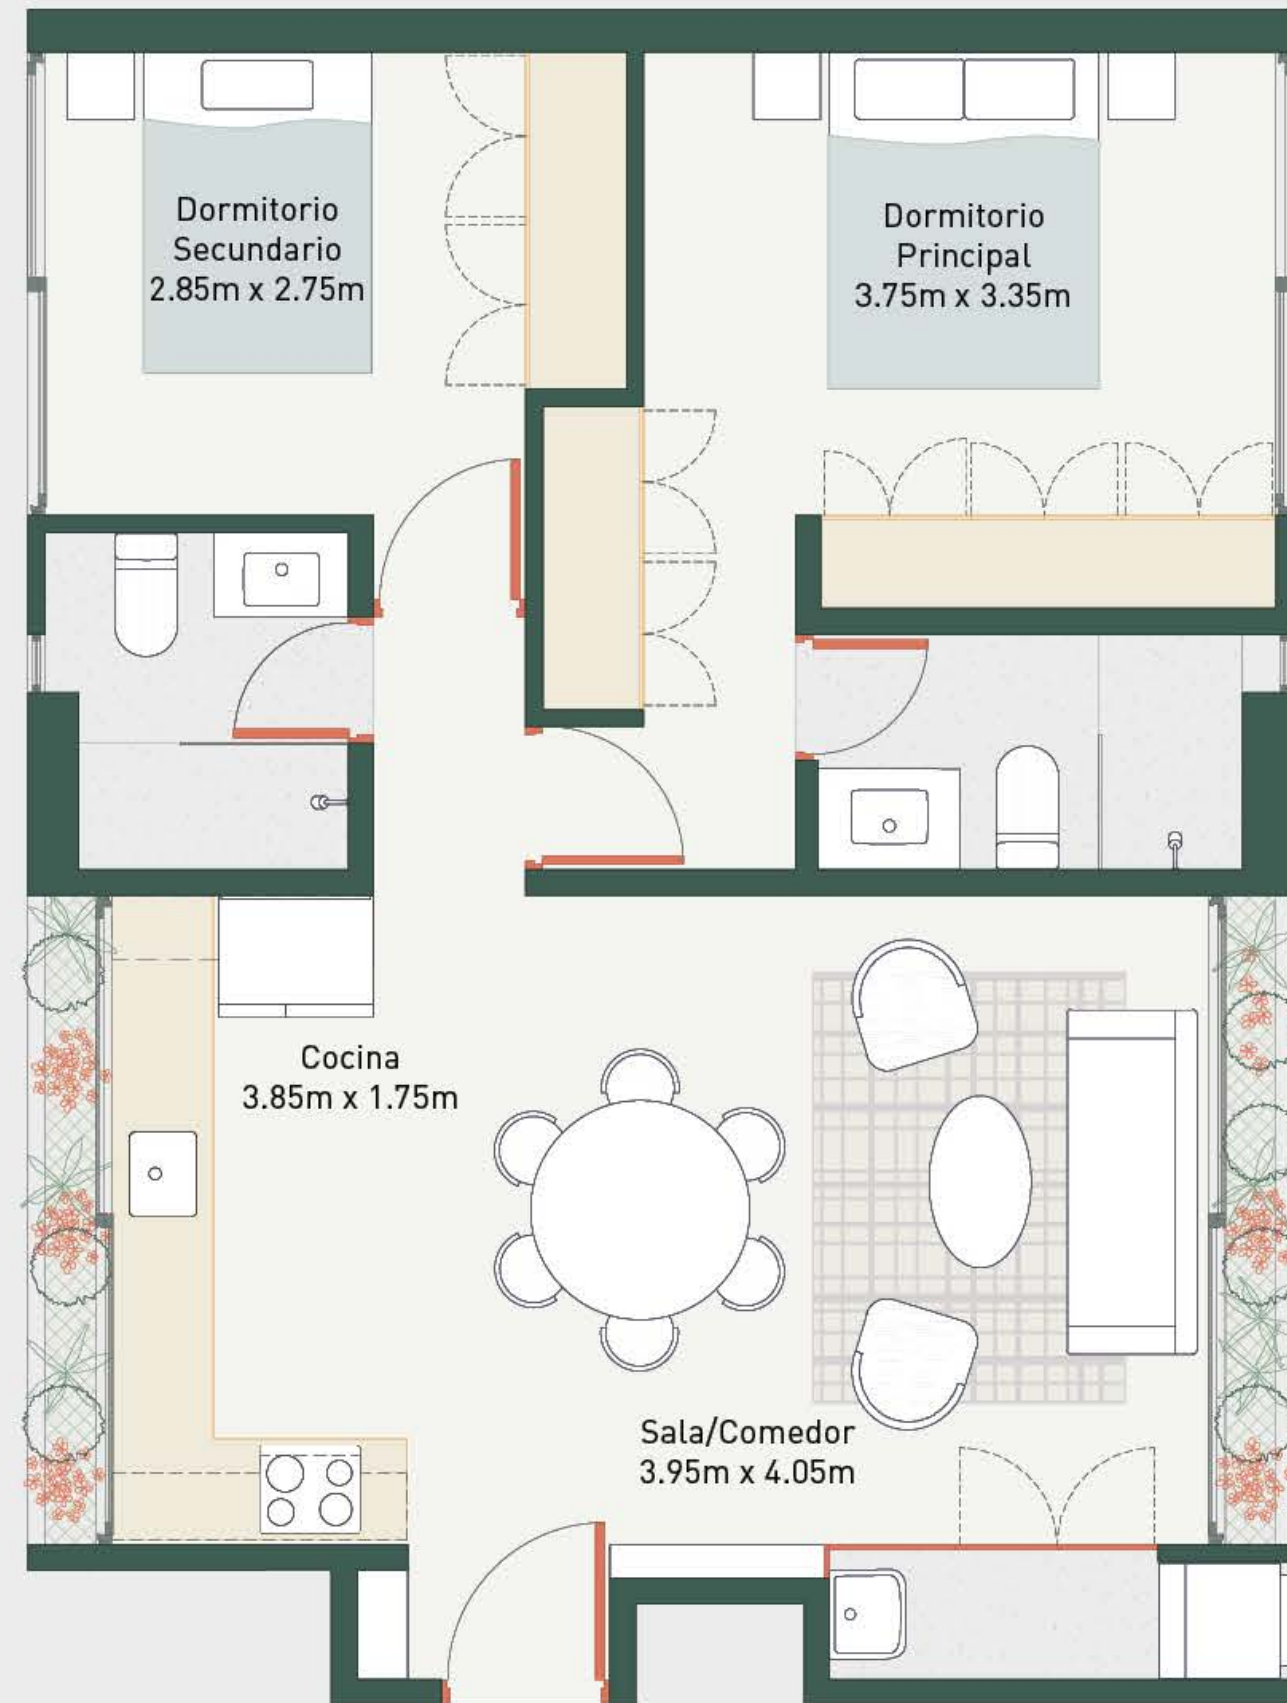 Dormitorio
Secundario
2.85m x 2.75m
Dormitorio
Principal
3.75m x 3.35m
Cocina
3.85m x 1.75m
Sala/Comedor
3.95m x 4.05m